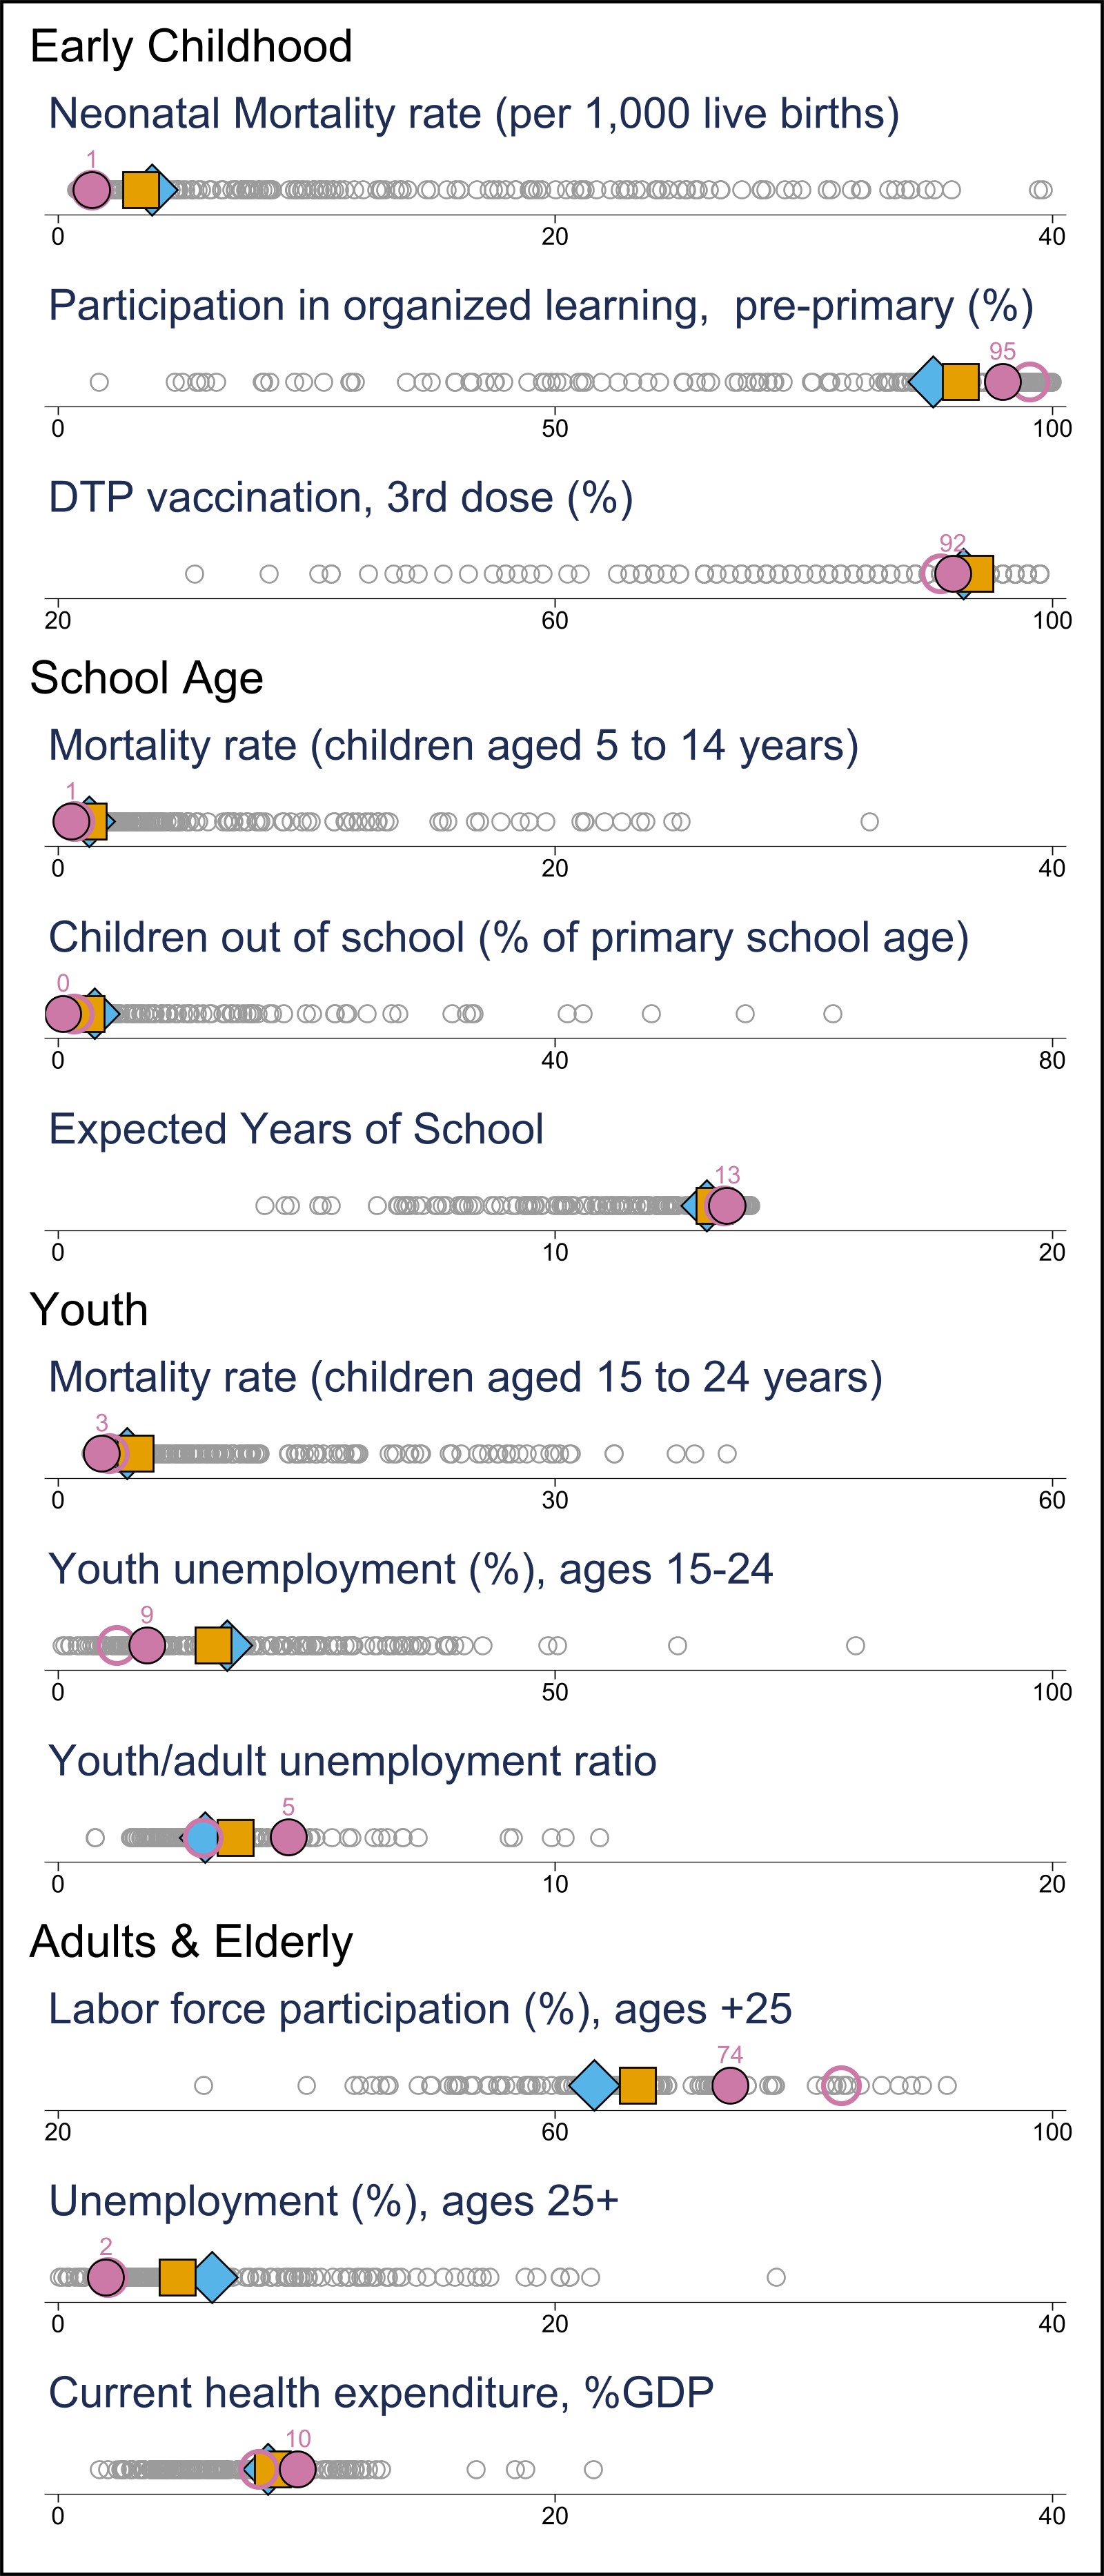 Early Childhood
Neonatal Mortality rate (per 1,000 live births)
1
0 20 40
Participation in organized learning,  pre-primary (%)
95
0 50 100
DTP vaccination, 3rd dose (%)
92
20 60 100
School Age
Mortality rate (children aged 5 to 14 years)
1
0 20 40
Children out of school (% of primary school age)
0
0 40 80
Expected Years of School
13
0 10 20
Youth
Mortality rate (children aged 15 to 24 years)
3
0 30 60
Youth unemployment (%), ages 15-24
9
0 50 100
Youth/adult unemployment ratio
5
0 10 20
Adults & Elderly
Labor force participation (%), ages +25
74
20 60 100
Unemployment (%), ages 25+
2
0 20 40
Current health expenditure, %GDP
10
0 20 40